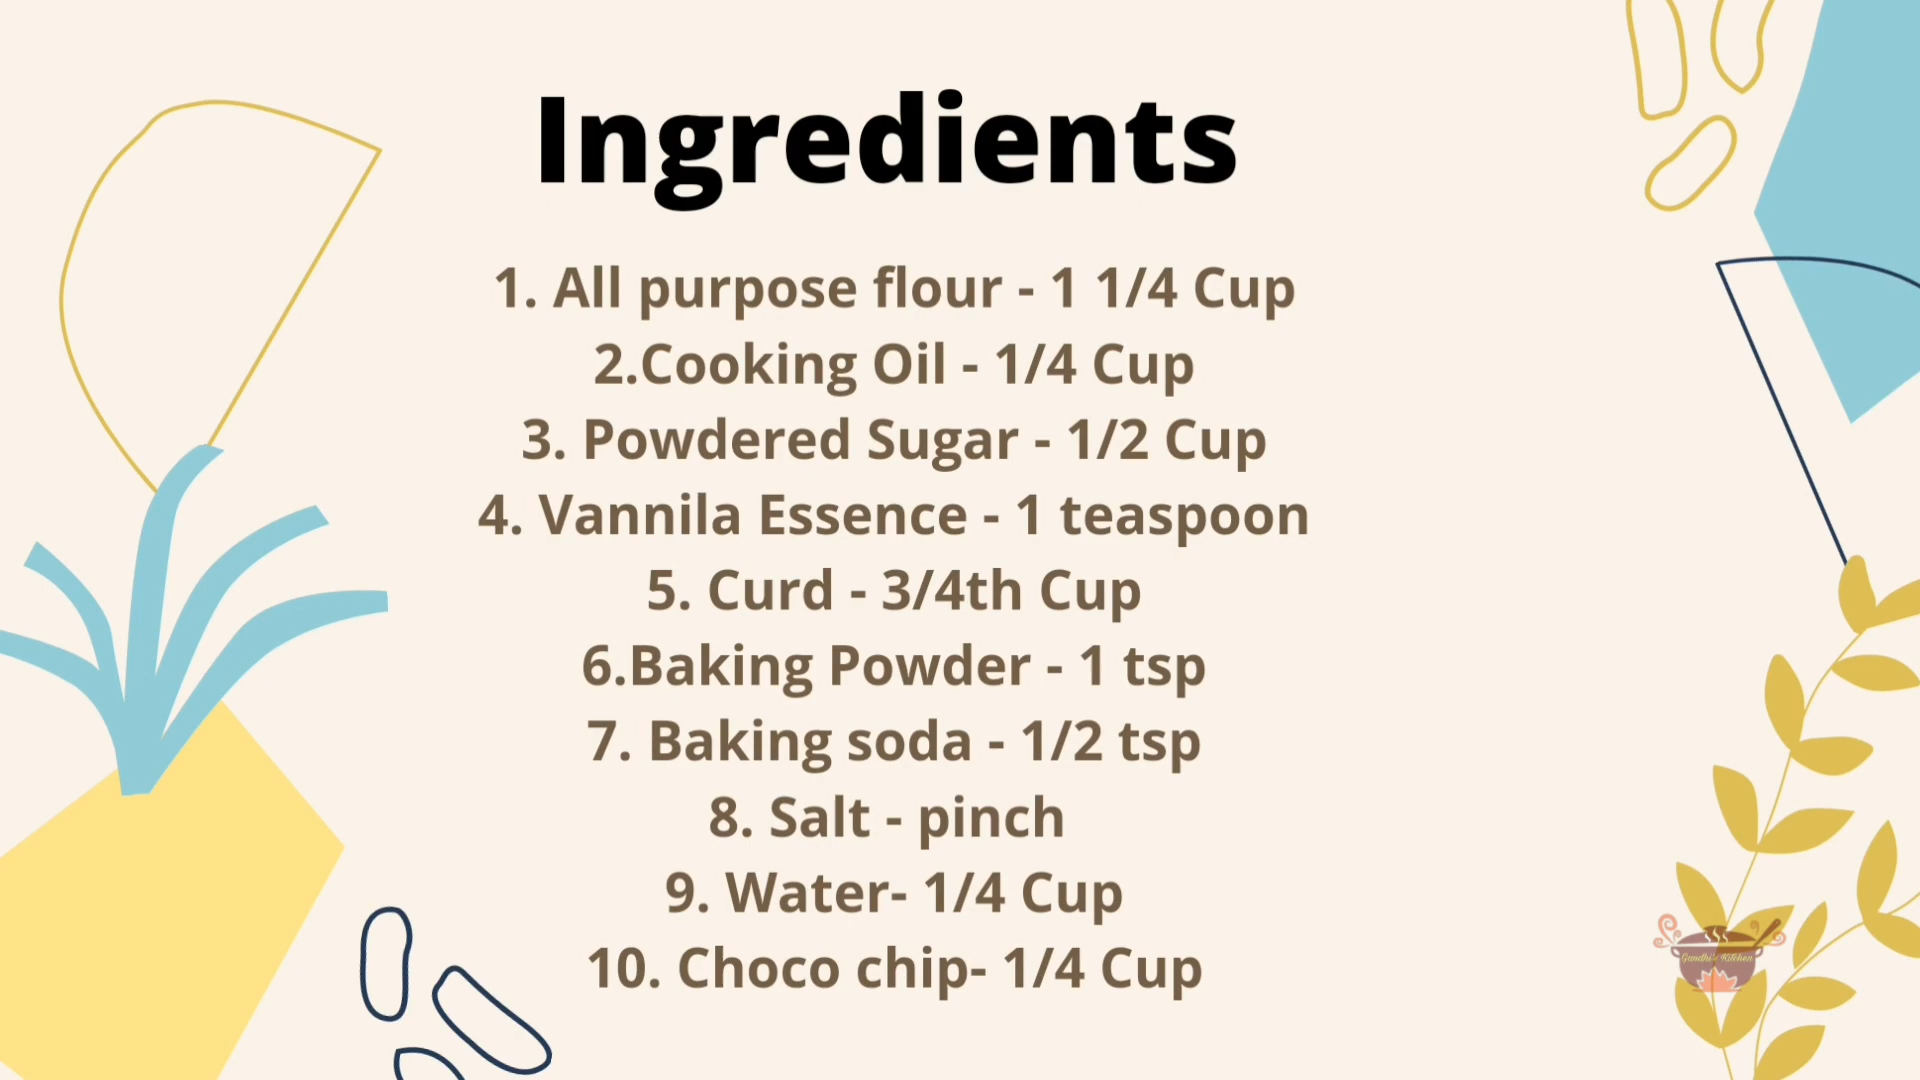 Ingredients
1. All purpose flour - 1 1/4 Cup
2.Cooking Oil - 1/4 Cup
3. Powdered Sugar - 1/2 Cup
4. Vannila Essence - 1 teaspoon
5. Curd - 3/4th Cup
6.Baking Powder - 1 tsp
7. Baking soda - 1/2 tsp
8. Salt - pinch
9. Water- 1/4 Cup
10. Choco chip- 1/4 Cup
Kitchen